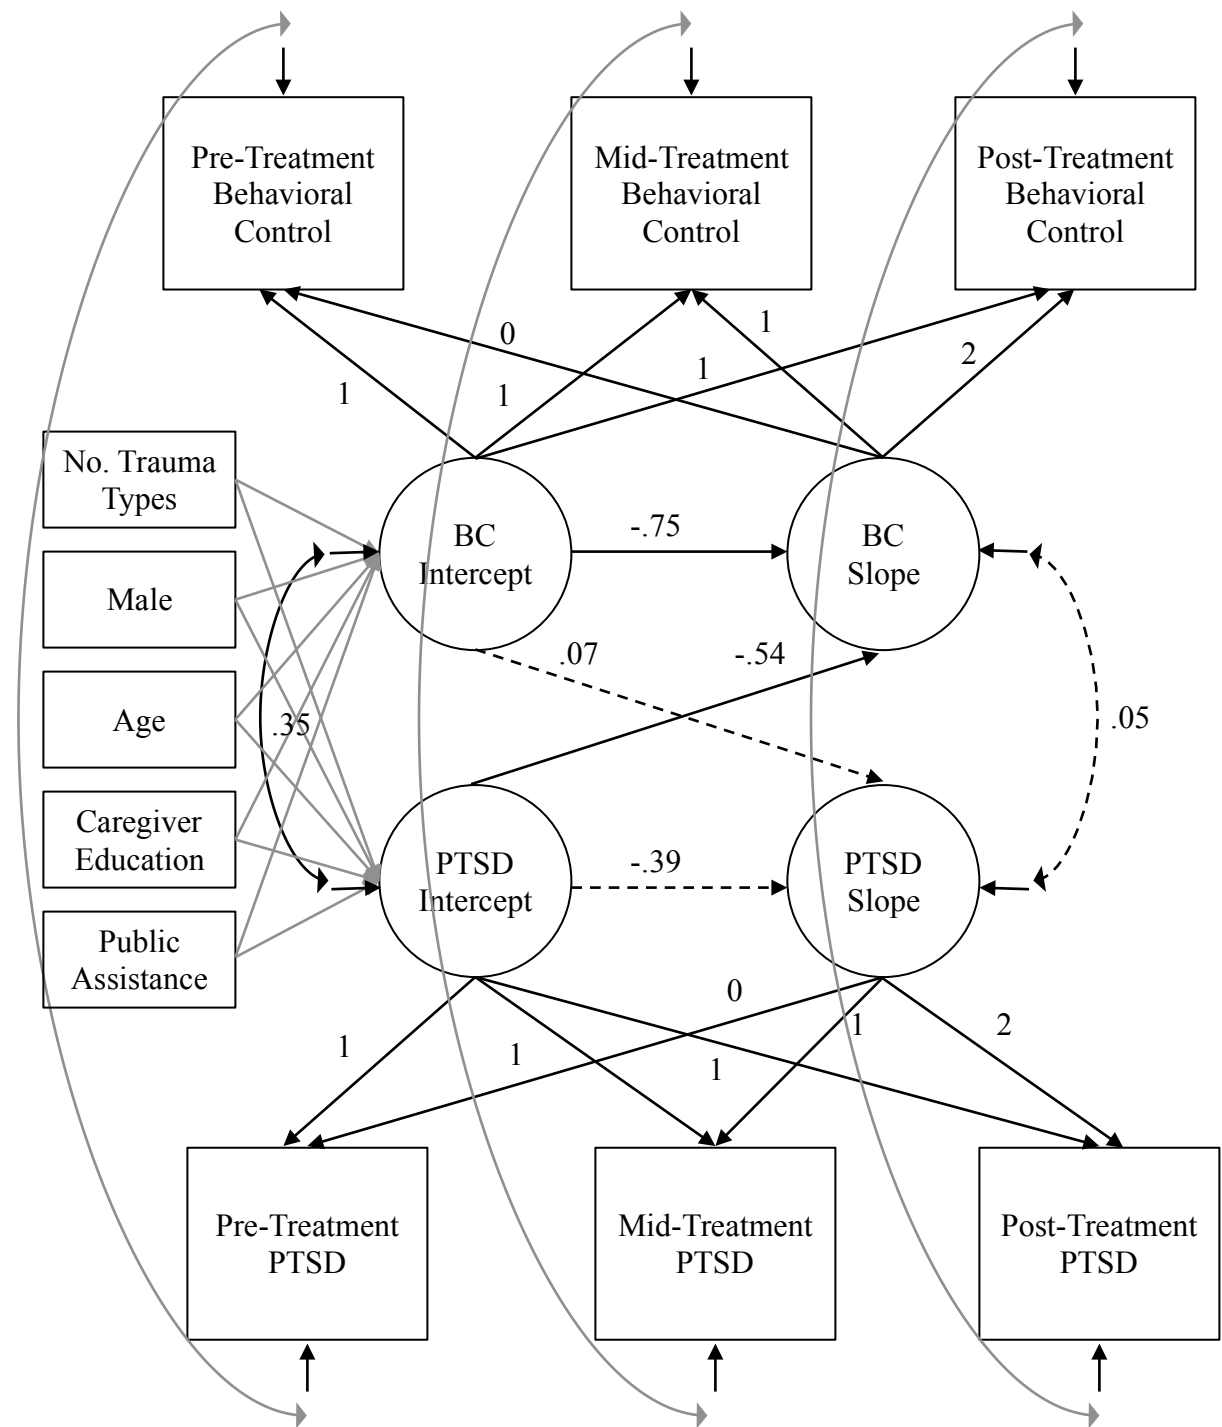 Pre-Treatment
Behavioral
Control
Mid-Treatment
Behavioral
Control
Post-Treatment
Behavioral
Control
0
1
1
1
1
2
No. Trauma
Types
Male
Age
Caregiver
Education
Public
Assistance
BC
Intercept
-.75
BC
Slope
.07
-.54
.35
.05
PTSD
Intercept
-.39
PTSD
Slope
0
1
1
1
1
2
Pre-Treatment
PTSD
Mid-Treatment
PTSD
Post-Treatment
PTSD